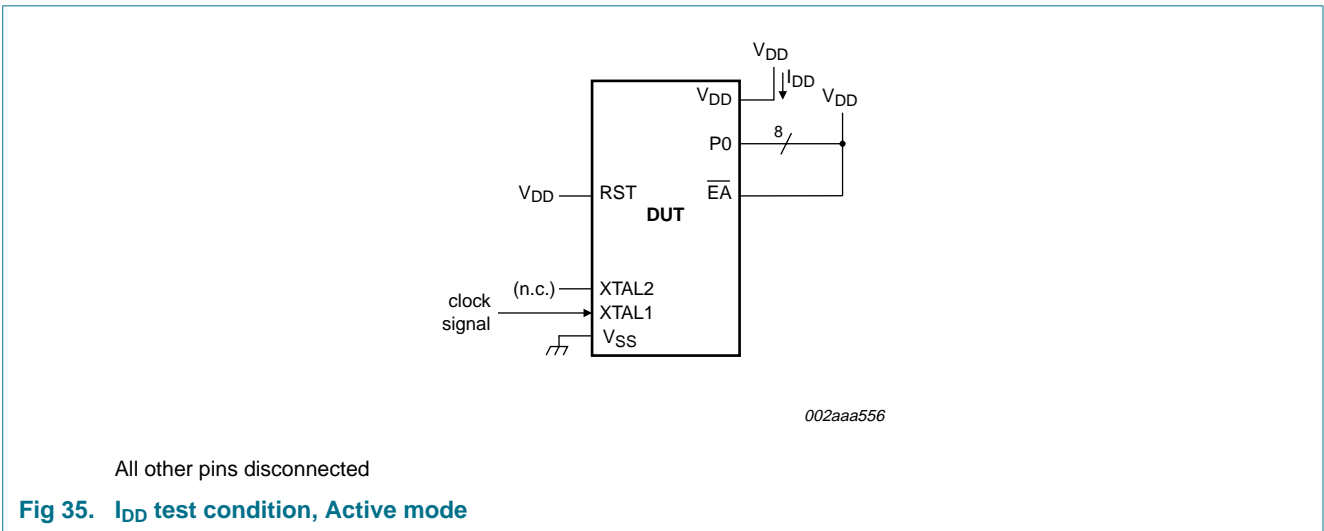 VDD
IDD
VDD
VDD
8
P0
VDD
RST
EA
DUT
(n.c.)
XTAL2
clock
signal
XTAL1
VSS
002aaa556
All other pins disconnected
Fig 35. IDD test condition, Active mode